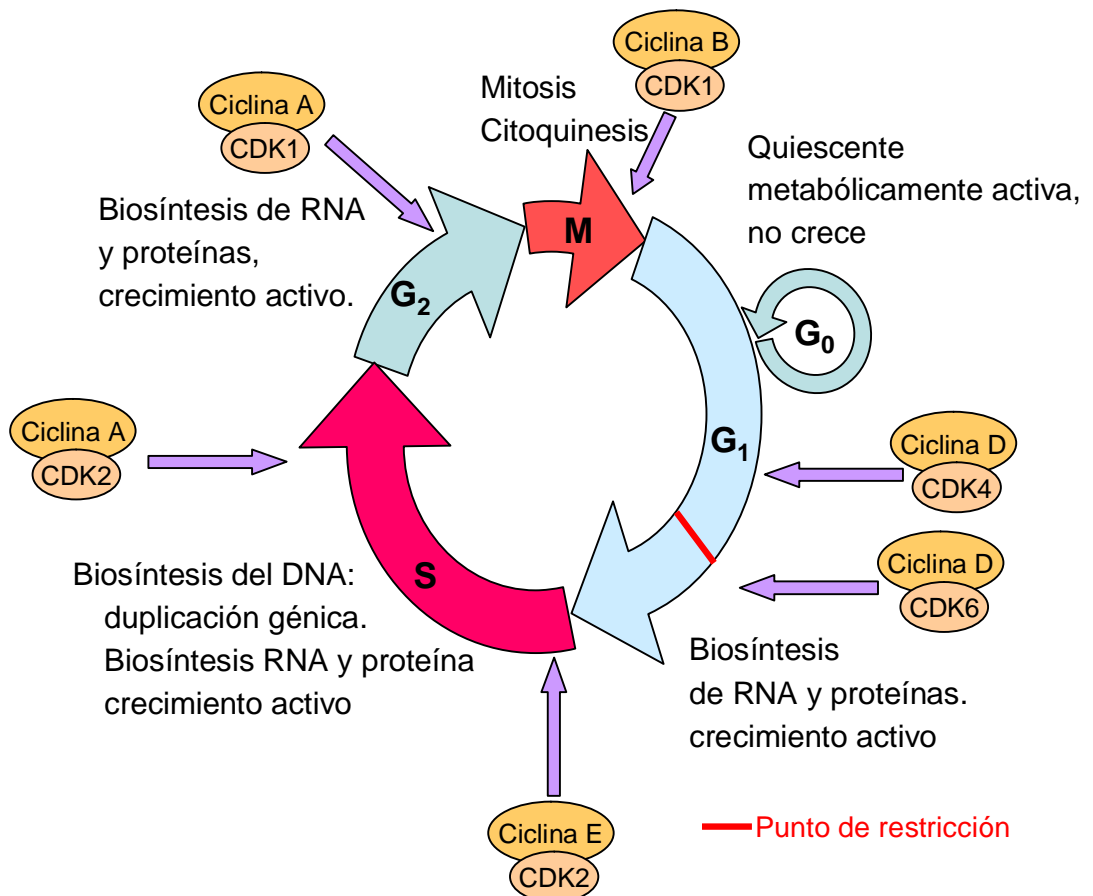 Ciclina B
CDK1
Mitosis
Citoquinesis
Ciclina A
CDK1
Quiescente
metabólicamente activa,
no crece
Biosíntesis de RNA
y proteínas,
crecimiento activo.
M
G2
G0
Ciclina A
CDK2
G1
Ciclina D
CDK4
Ciclina D
CDK6
S
Biosíntesis del DNA:
duplicación génica.
Biosíntesis RNA y proteína
crecimiento activo
Biosíntesis
de RNA y proteínas.
crecimiento activo
Ciclina E
CDK2
Punto de restricción